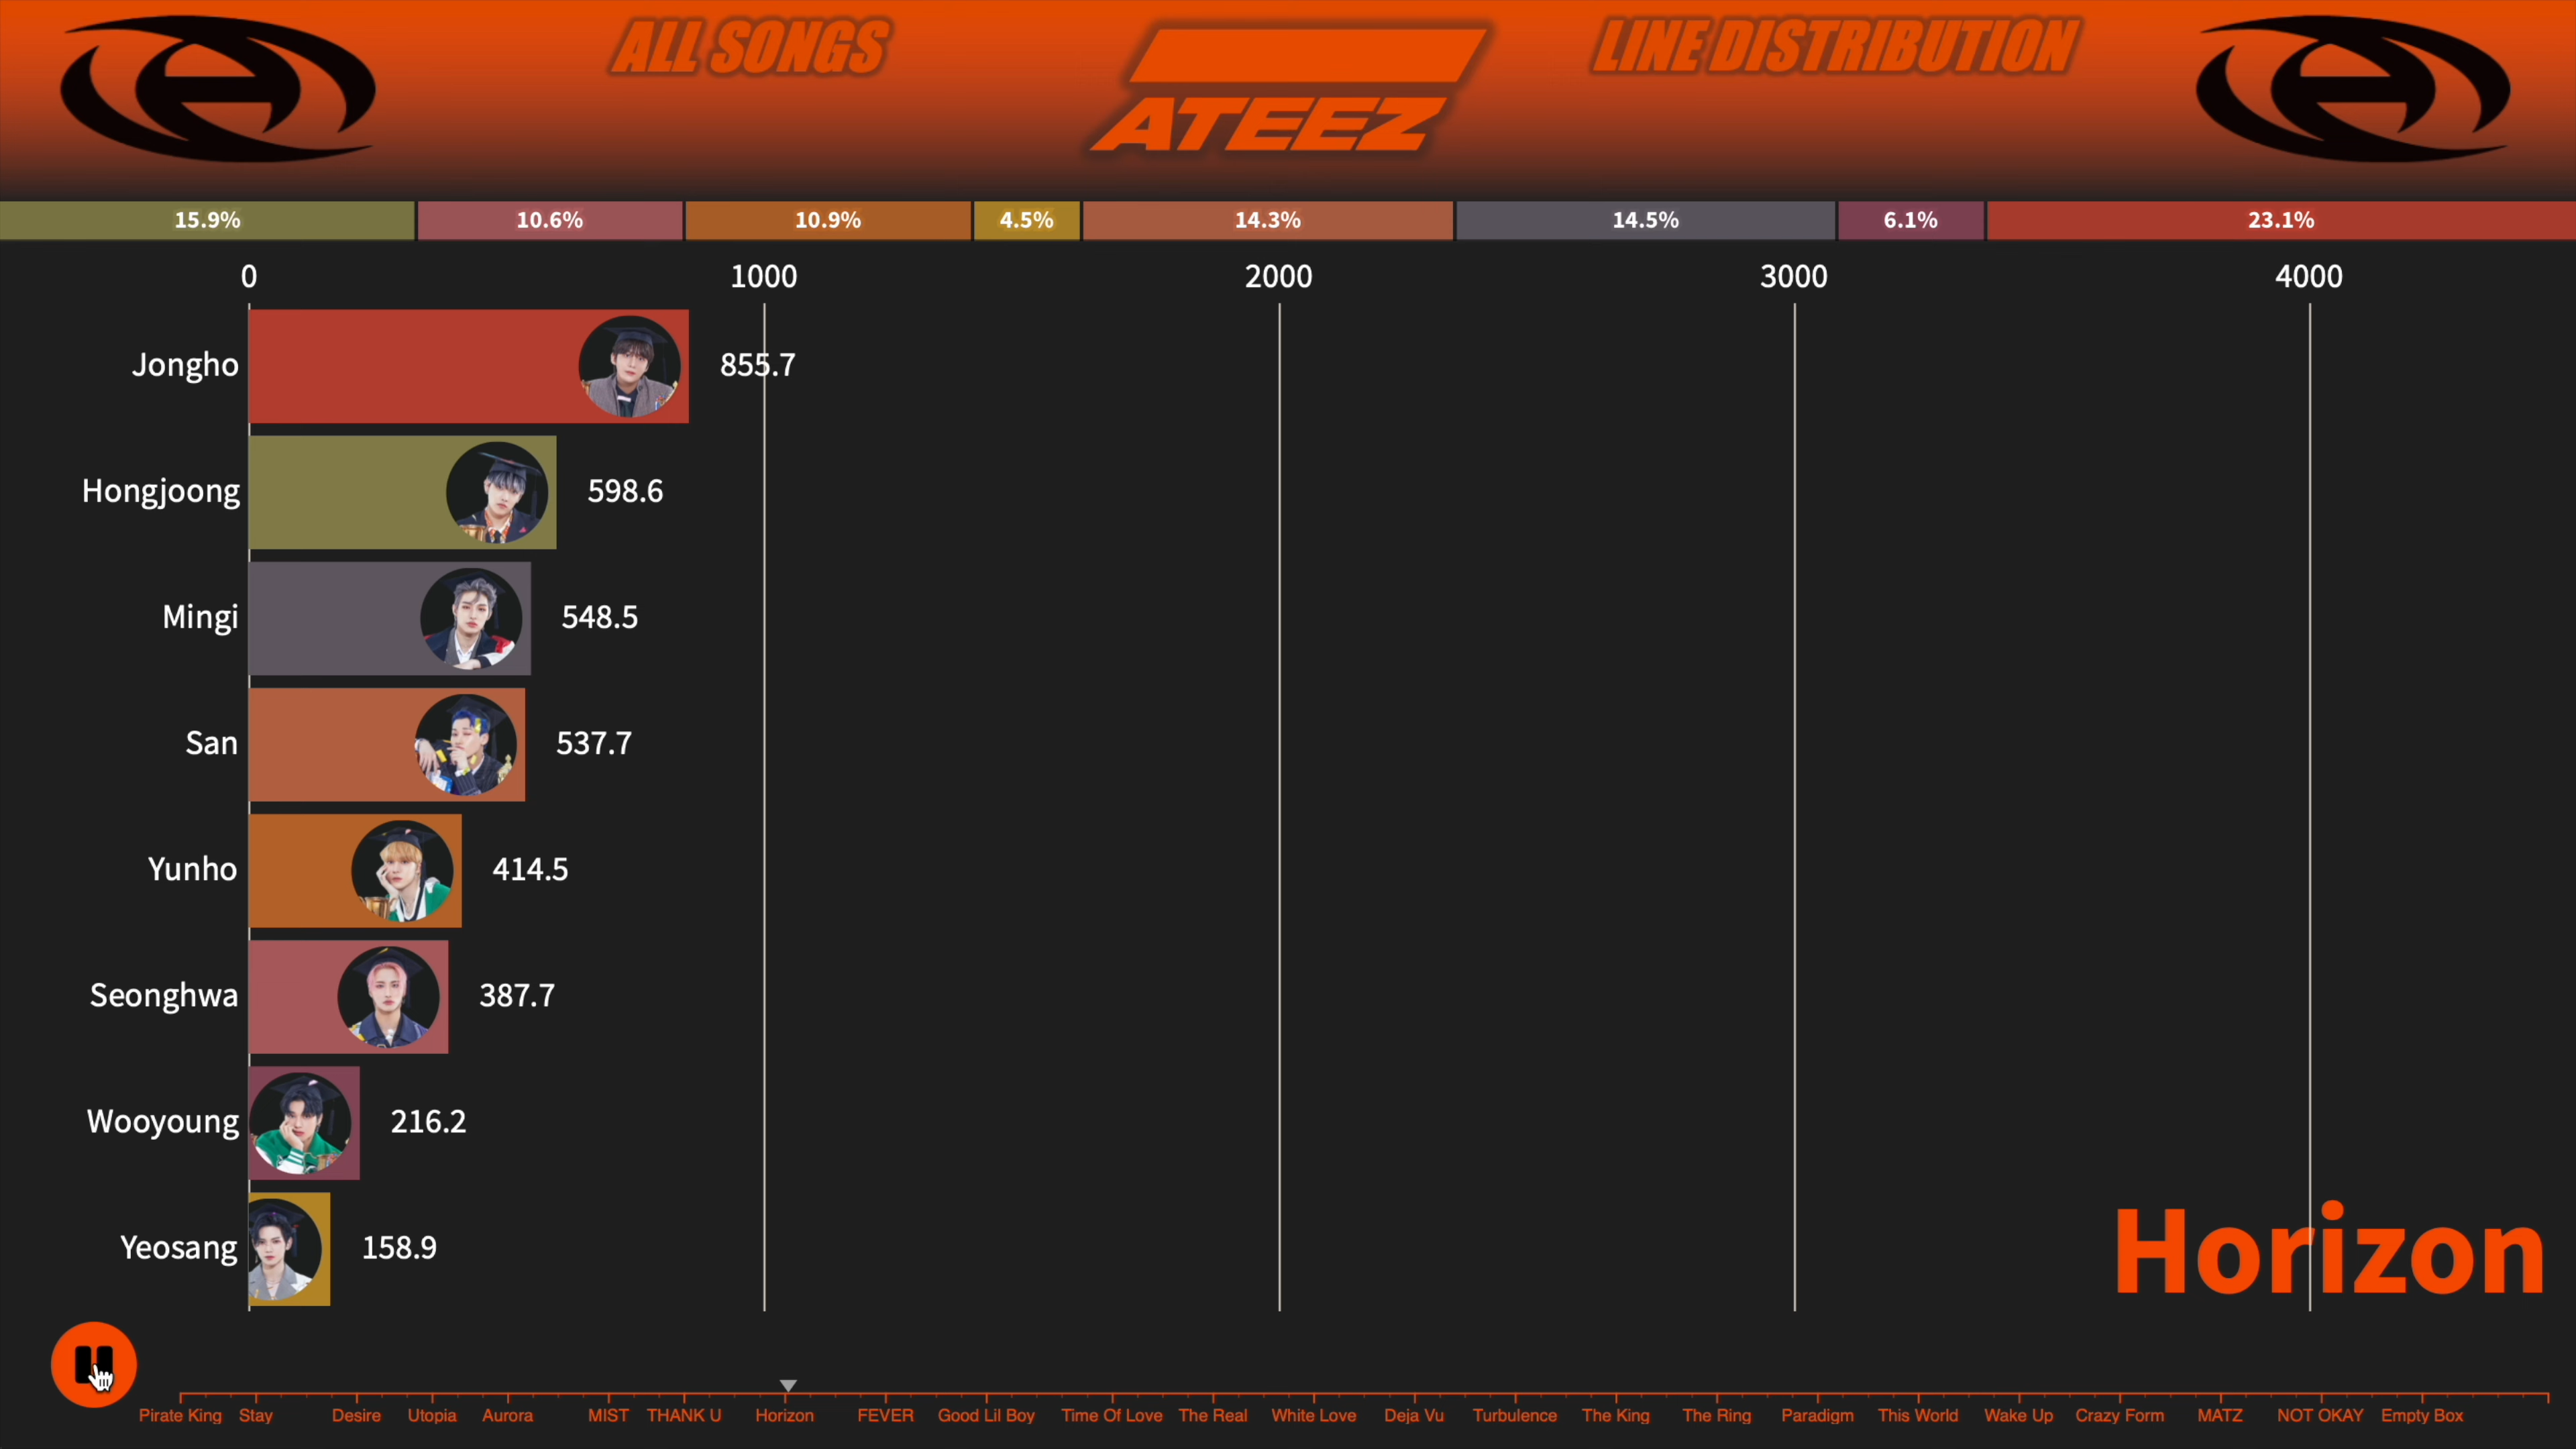 ALL SONGS
ATEEZ
LINE DISTRIBUTION
15.9% 10.6% 10.9% 4.5% 14.3% 14.5% 6.1% 23.1%
0 1000 2000 3000 4000
Jongho 855.7
Hongjoong 598.6
Mingi 548.5
San 537.7
Yunho 414.5
Seonghwa 387.7
Wooyoung 216.2
Yeosang 158.9
Horizon
Pirate King Stay Desire Utopia Aurora MIST THANK U Horizon FEVER Good Lil Boy Time Of Love The Real White Love Deja Vu Turbulence The King The Ring Paradigm This World Wake Up Crazy Form MATZ NOT OKAY Empty Box